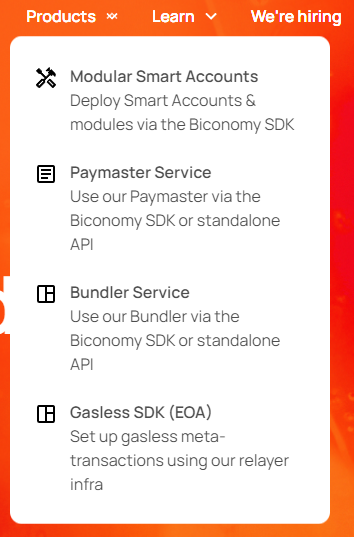 Products Learn We're hiring
Modular Smart Accounts
Deploy Smart Accounts &
modules via the Biconomy SDK
Paymaster Service
Use our Paymaster via the
Biconomy SDK or standalone
API
Bundler Service
Use our Bundler via the
Biconomy SDK or standalone
API
Gasless SDK (EOA)
Set up gasless meta-
transactions using our relayer
infra